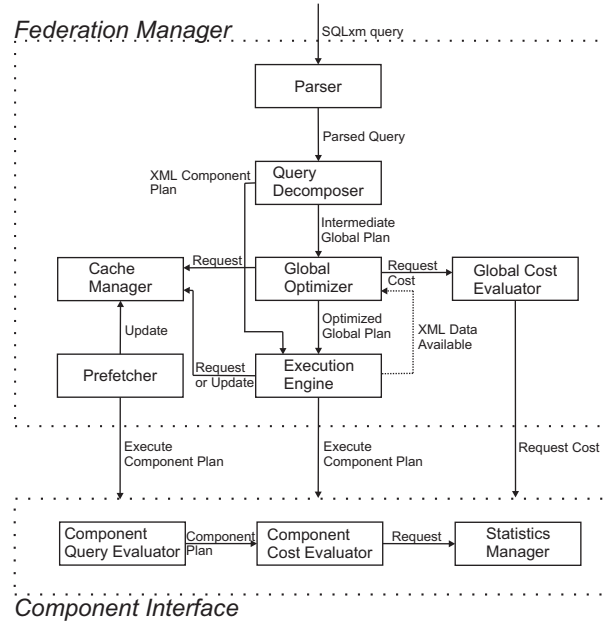 SQLxm query
Federation Manager
Parser
Parsed Query
XML Component
Plan
Query
Decomposer
Intermediate
Global Plan
Request
Cache
Manager
Global
Optimizer
Request
Cost
Global Cost
Evaluator
Update
Optimized
Global Plan
XML Data
Available
Prefetcher
Request
or Update
Execution
Engine
Execute
Component Plan
Execute
Component Plan
Request Cost
Component
Query Evaluator
Component
Plan
Component
Cost Evaluator
Request
Statistics
Manager
Component Interface